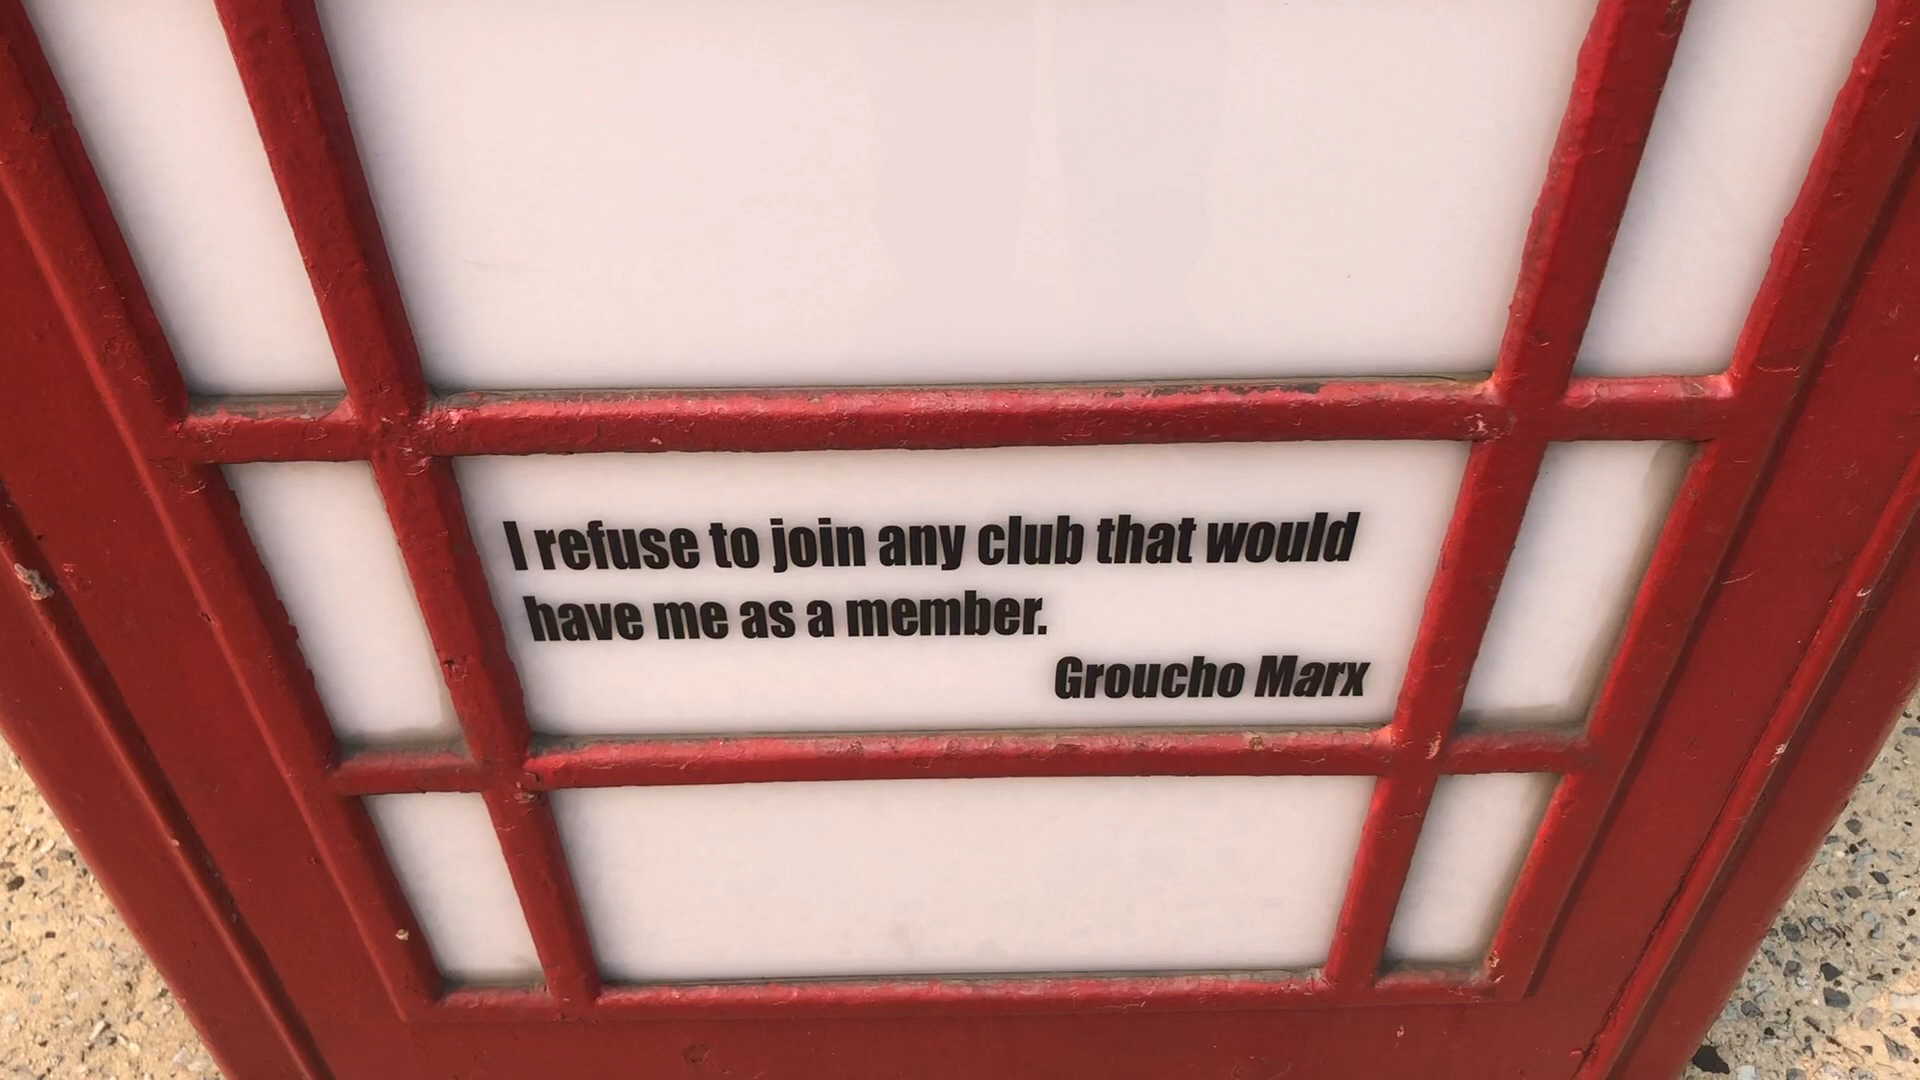 I refuse to join any club that would
have me as a member.
Groucho Marx